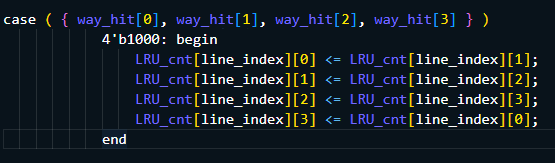 case ( { way_hit[0], way_hit[1], way_hit[2], way_hit[3] } )
4'b1000: begin
LRU_cnt[line_index][0] <= LRU_cnt[line_index][1];
LRU_cnt[line_index][1] <= LRU_cnt[line_index][2];
LRU_cnt[line_index][2] <= LRU_cnt[line_index][3];
LRU_cnt[line_index][3] <= LRU_cnt[line_index][0];
end